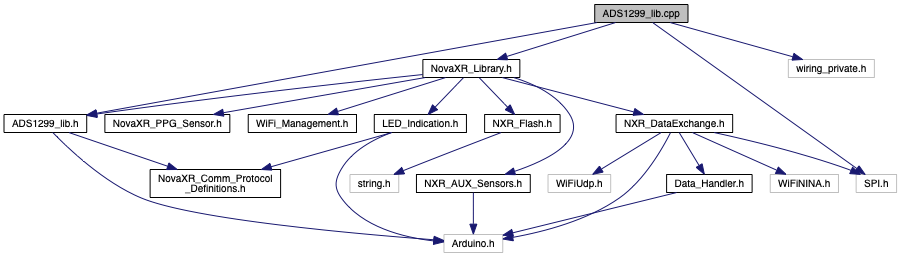 ADS1299_lib.cpp
NovaXR_Library.h
wiring_private.h
ADS1299_lib.h
NovaXR_PPG_Sensor.h
WiFi_Management.h
LED_Indication.h
NXR_Flash.h
NXR_DataExchange.h
NovaXR_Comm_Protocol
_Definitions.h
string.h
NXR_AUX_Sensors.h
WiFiUdp.h
Data_Handler.h
WiFiNINA.h
SPI.h
Arduino.h